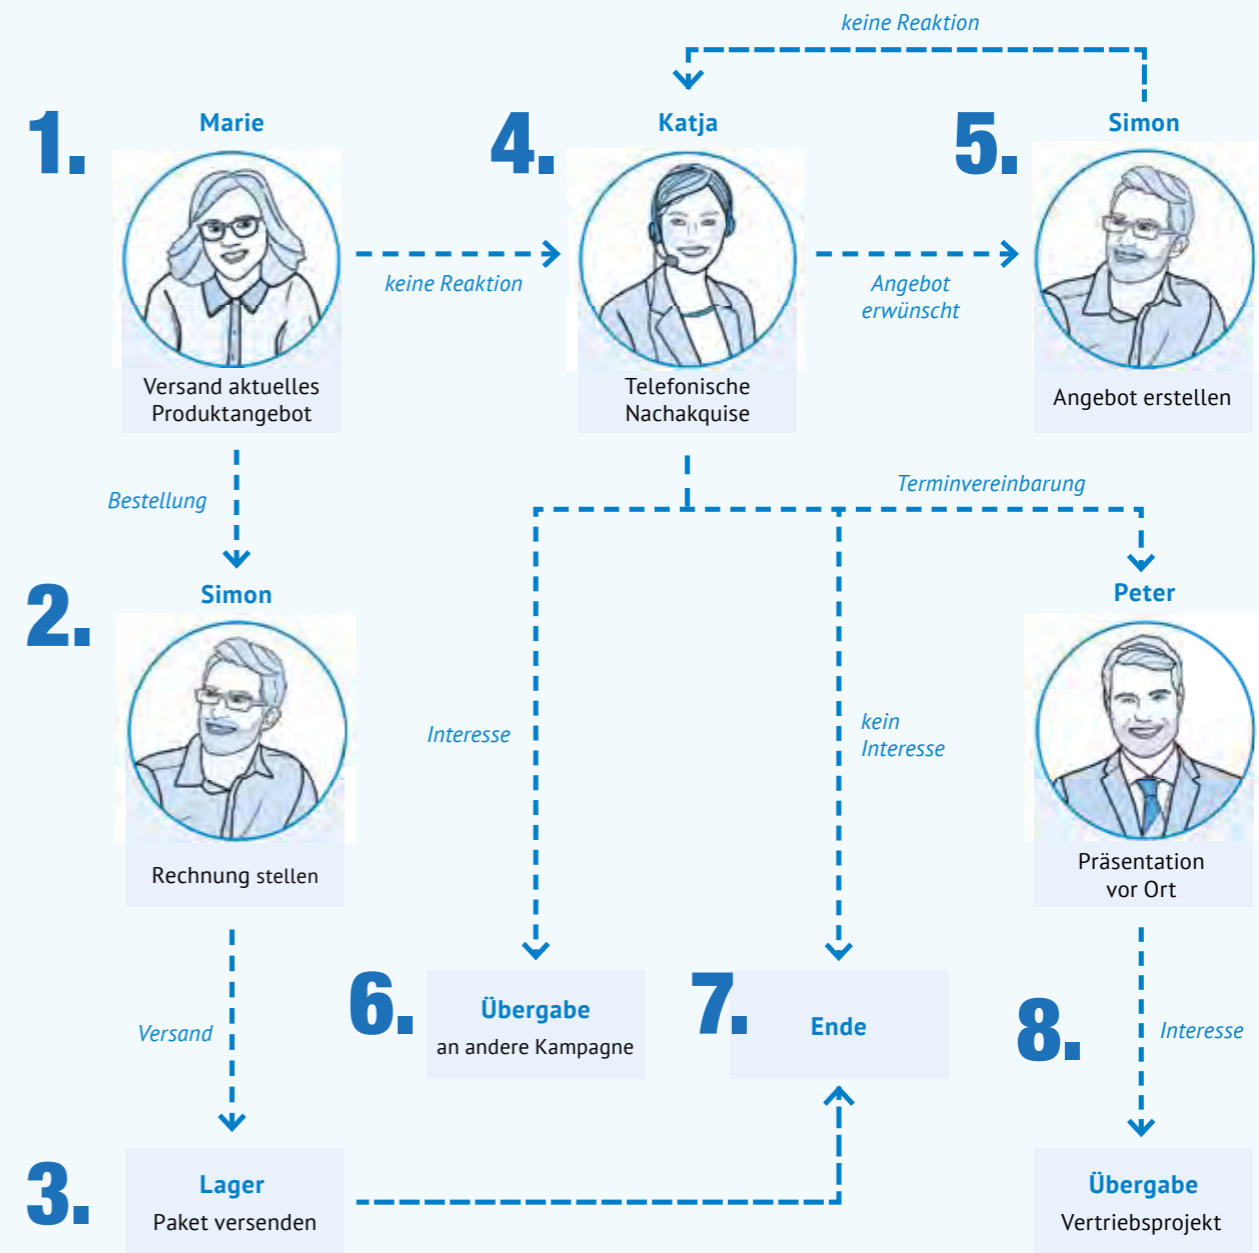 keine Reaktion
1.
Marie
4.
Katja
5.
Simon
keine Reaktion
Angebot
erwünscht
Versand aktuelles
Produktangebot
Telefonische
Nachakquise
Angebot erstellen
Bestellung
Terminvereinbarung
2.
Simon
Peter
Interesse
kein
Interesse
Rechnung stellen
Präsentation
vor Ort
Versand
6.
Übergabe
an andere Kampagne
7.
Ende
8.
Interesse
3.
Lager
Paket versenden
Übergabe
Vertriebsprojekt